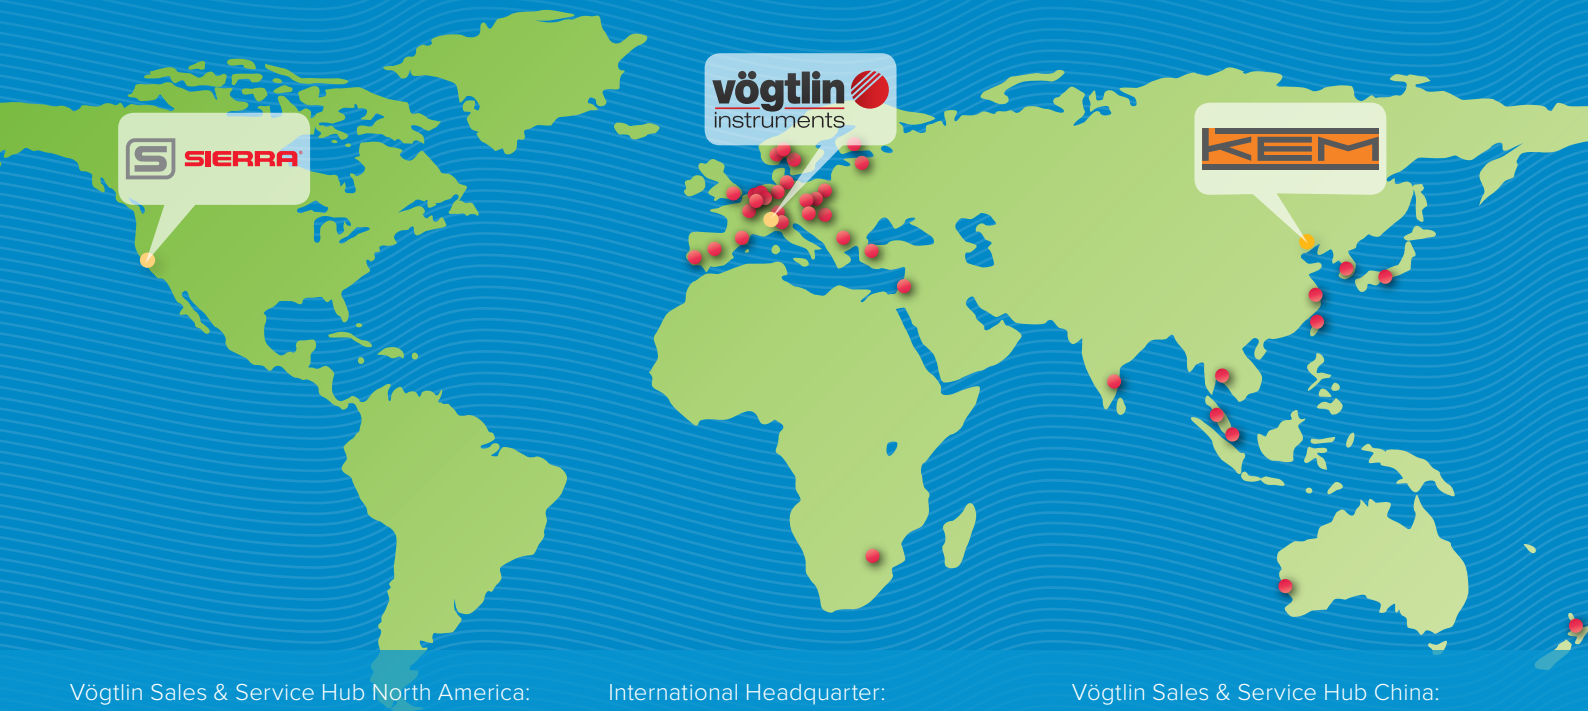 vögtlin
instruments
S SIERRA®
KEM
Vögtlin Sales & Service Hub North America:
International Headquarter:
Vögtlin Sales & Service Hub China: